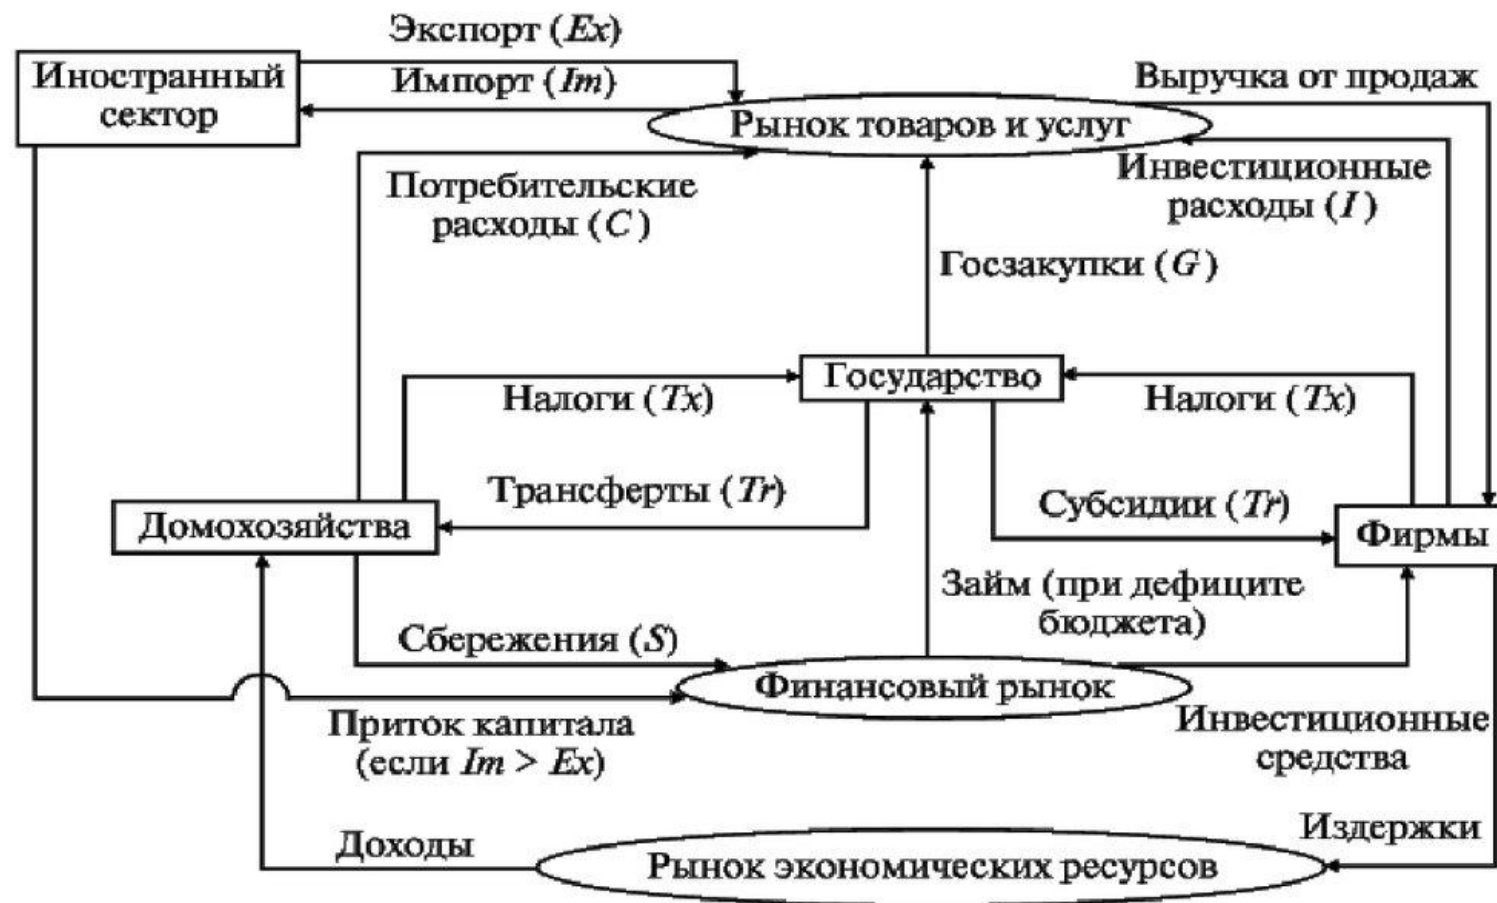 Экспорт (Ex)
Иностранный
сектор
Импорт (Im)
Выручка от продаж
Рынок товаров и услуг
Потребительские
расходы (C)
Инвестиционные
расходы (I)
Госзакупки (G)
Государство
Налоги (Tx)
Налоги (Tx)
Трансферты (Tr)
Субсидии (Tr)
Домохозяйства
Фирмы
Займ (при дефиците
бюджета)
Сбережения (S)
Финансовый рынок
Приток капитала
(если Im > Ex)
Инвестиционные
средства
Доходы
Издержки
Рынок экономических ресурсов